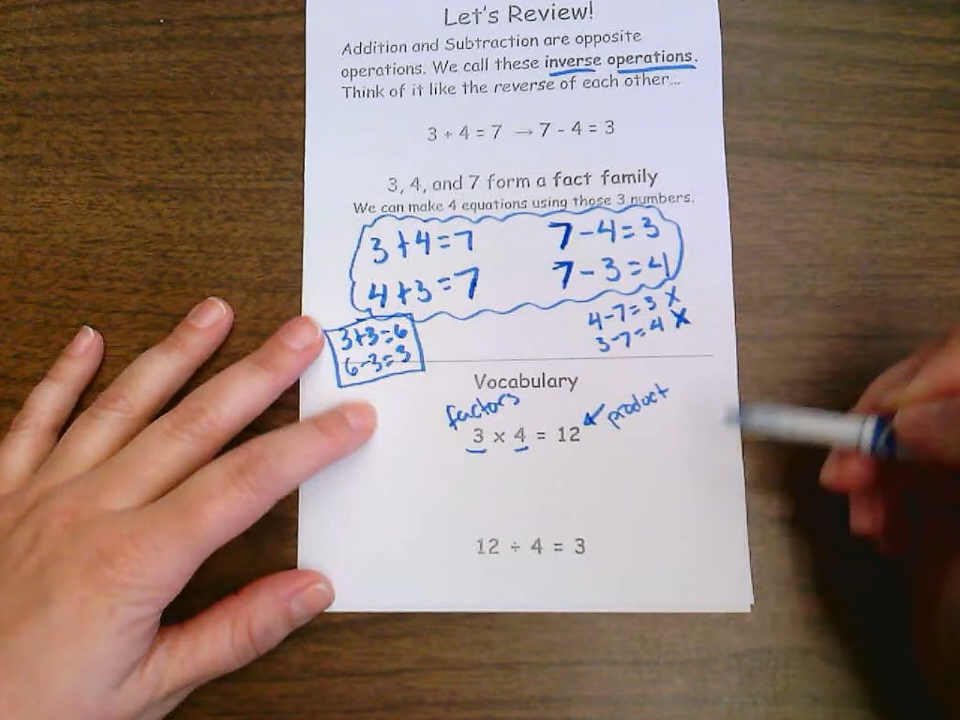 Let's Review!
Addition and Subtraction are opposite
operations. We call these inverse operations.
Think of it like the reverse of each other...
3 + 4 = 7 → 7 - 4 = 3
3, 4, and 7 form a fact family
We can make 4 equations using those 3 numbers.
3+4=7 7-4=3
4+3=7 7-3=4
4-7=3 X
3-7=4 X
3+3=6
6-3=3
Vocabulary
factors product
3 x 4 = 12
12 ÷ 4 = 3